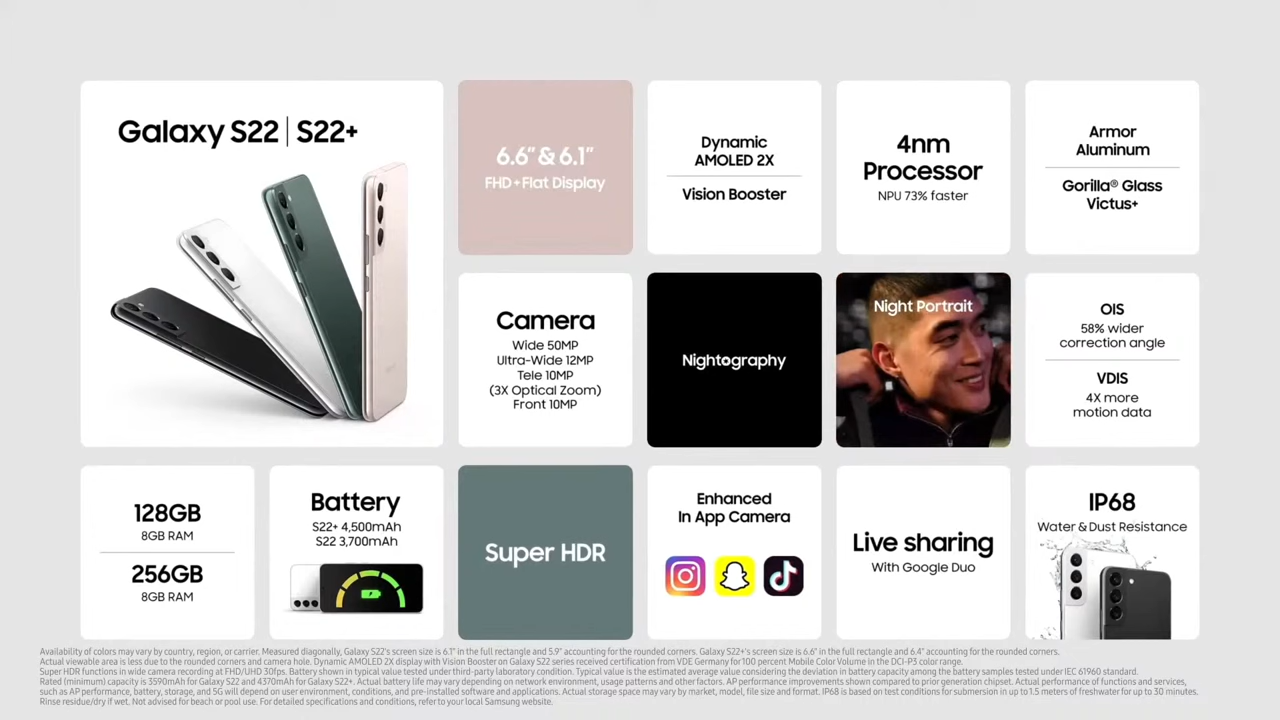 Galaxy S22 | S22+
6.6” & 6.1”
FHD+ Flat Display
Dynamic
AMOLED 2X
Vision Booster
4nm
Processor
NPU 73% faster
Armor
Aluminum
Gorilla® Glass
Victus+
Camera
Wide 50MP
Ultra-Wide 12MP
Tele 10MP
(3X Optical Zoom)
Front 10MP
Nightography
Night Portrait
OIS
58% wider
correction angle
VDIS
4X more
motion data
128GB
8GB RAM
256GB
8GB RAM
Battery
S22+ 4,500mAh
S22 3,700mAh
Super HDR
Enhanced
In App Camera
Live sharing
With Google Duo
IP68
Water & Dust Resistance
Availability of colors may vary by country, region, or carrier. Measured diagonally, Galaxy S22's screen size is 6.1" in the full rectangle and 5.9" accounting for the rounded corners. Galaxy S22+'s screen size is 6.6" in the full rectangle and 6.4" accounting for the rounded corners.
Actual viewable area is less due to the rounded corners and camera hole. Dynamic AMOLED 2X display with Vision Booster on Galaxy S22 series received certification from VDE Germany for 100 percent Mobile Color Volume in the DCI-P3 color range.
Super HDR functions in wide camera recording at FHD/UHD 30fps. Battery shown in typical value tested under third-party laboratory condition. Typical value is the estimated average value considering the deviation in battery capacity among the battery samples tested under IEC 61960 standard.
Rated (minimum) capacity is 3590mAh for Galaxy S22 and 4370mAh for Galaxy S22+. Actual battery life may vary depending on network environment, usage patterns and other factors. AP performance improvements shown compared to prior generation chipset. Actual performance of functions and services,
such as AP performance, battery, storage, and 5G will depend on user environment, conditions, and pre-installed software and applications. Actual storage space may vary by market, model, file size and format. IP68 is based on test conditions for submersion in up to 1.5 meters of freshwater for up to 30 minutes.
Rinse residue/dry if wet. Not advised for beach or pool use. For detailed specifications and conditions, refer to your local Samsung website.